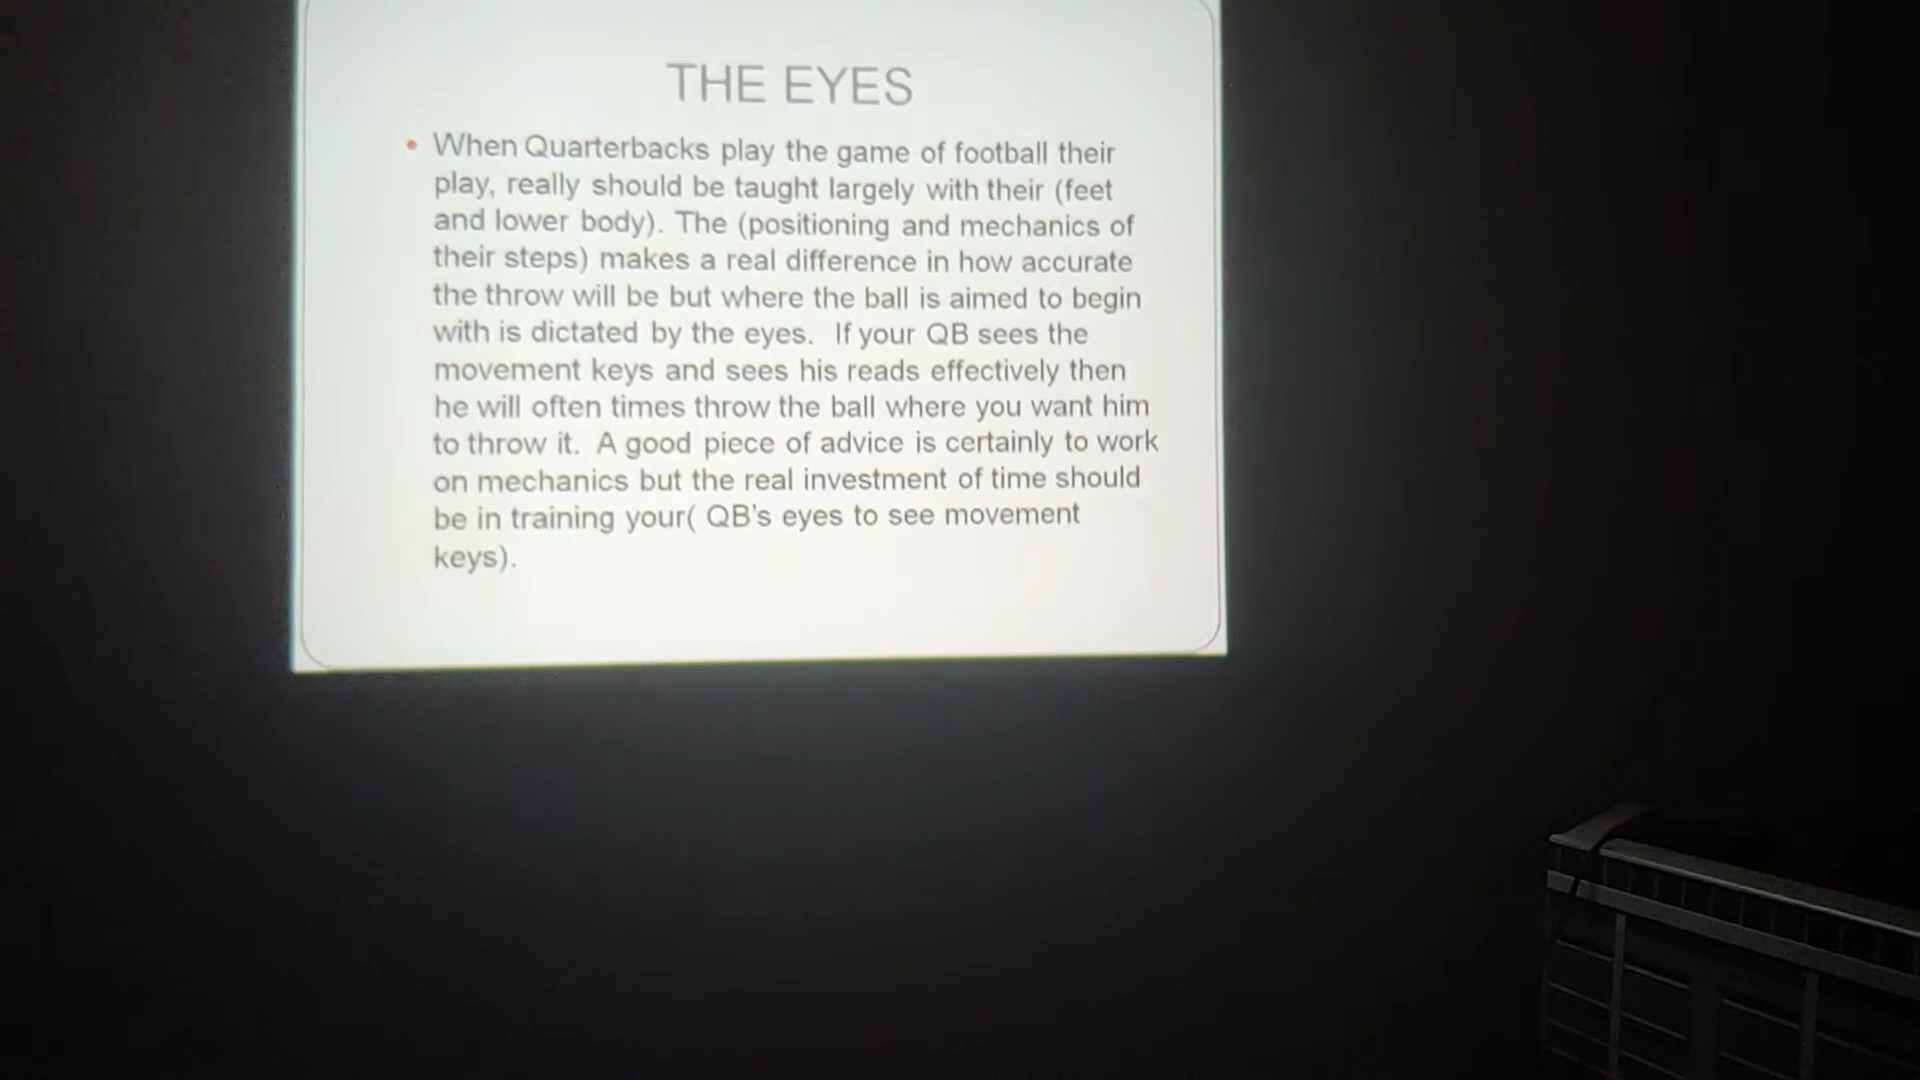 THE EYES
• When Quarterbacks play the game of football their
play, really should be taught largely with their (feet
and lower body). The (positioning and mechanics of
their steps) makes a real difference in how accurate
the throw will be but where the ball is aimed to begin
with is dictated by the eyes.  If your QB sees the
movement keys and sees his reads effectively then
he will often times throw the ball where you want him
to throw it.  A good piece of advice is certainly to work
on mechanics but the real investment of time should
be in training your( QB's eyes to see movement
keys).